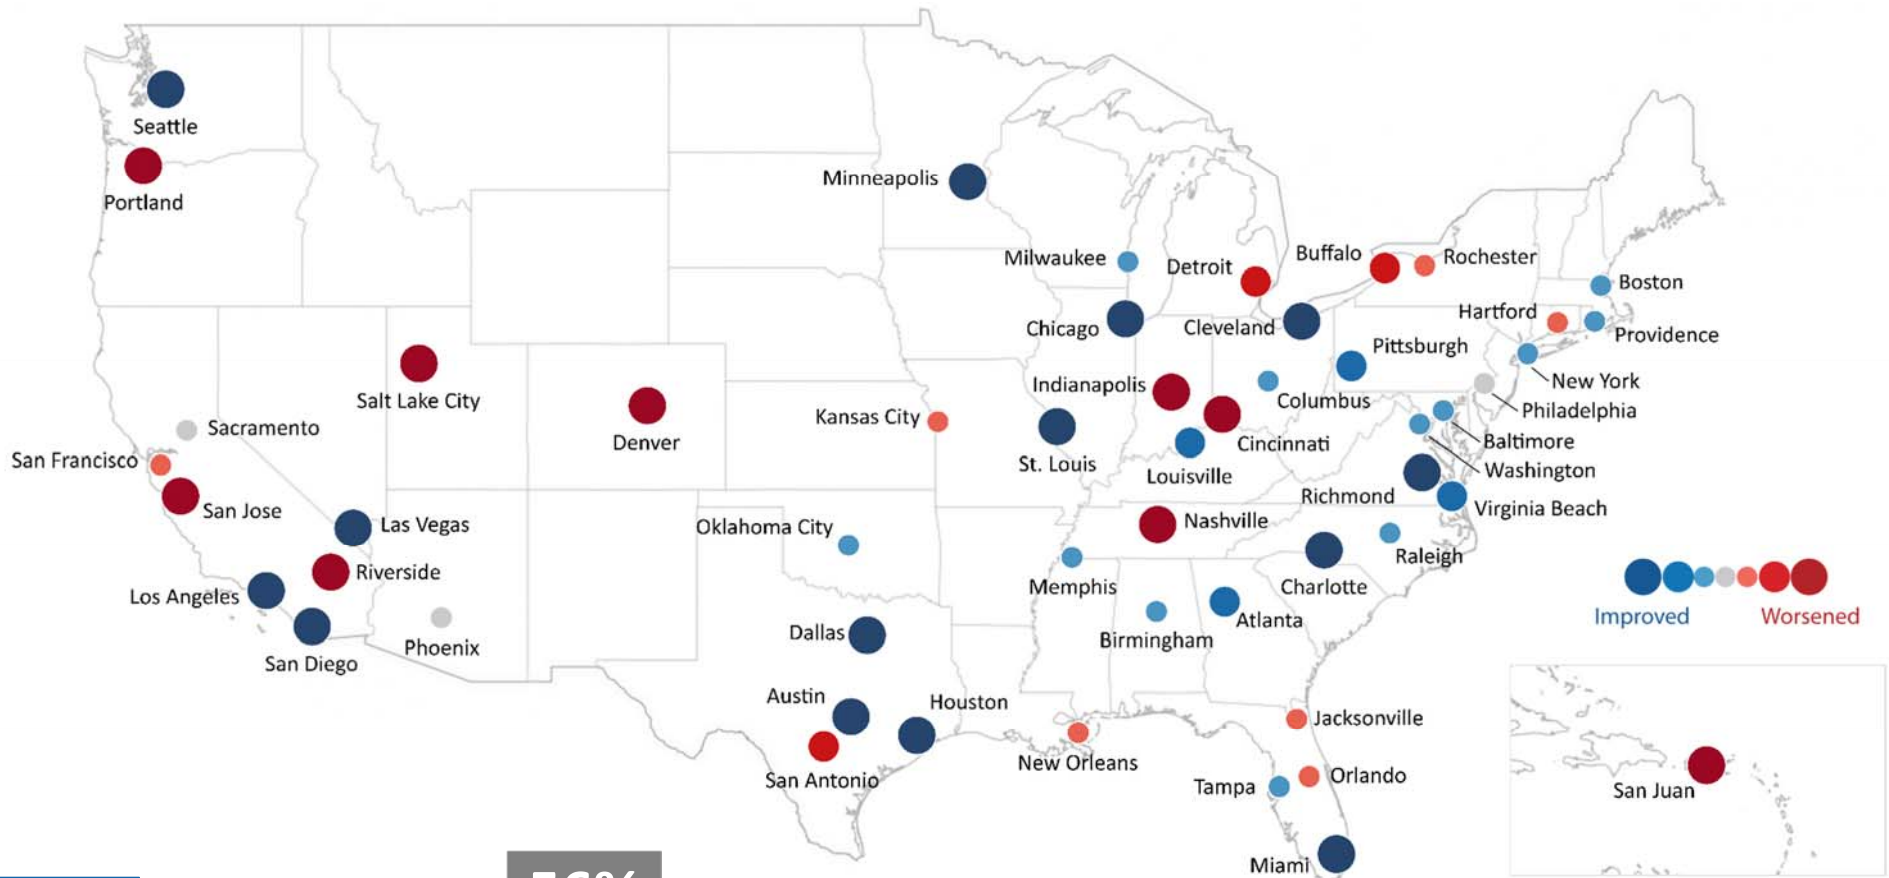 Seattle
Portland
Minneapolis
Milwaukee
Detroit
Buffalo
Rochester
Boston
Hartford
Chicago
Cleveland
Providence
Pittsburgh
New York
Indianapolis
Salt Lake City
Columbus
Philadelphia
Kansas City
Denver
Sacramento
Cincinnati
Baltimore
San Francisco
St. Louis
Louisville
Washington
Richmond
San Jose
Las Vegas
Virginia Beach
Oklahoma City
Nashville
Raleigh
Riverside
Memphis
Charlotte
Los Angeles
Improved
Worsened
Dallas
Atlanta
Birmingham
Phoenix
San Diego
Austin
Houston
Jacksonville
New Orleans
San Antonio
Orlando
Tampa
San Juan
Miami